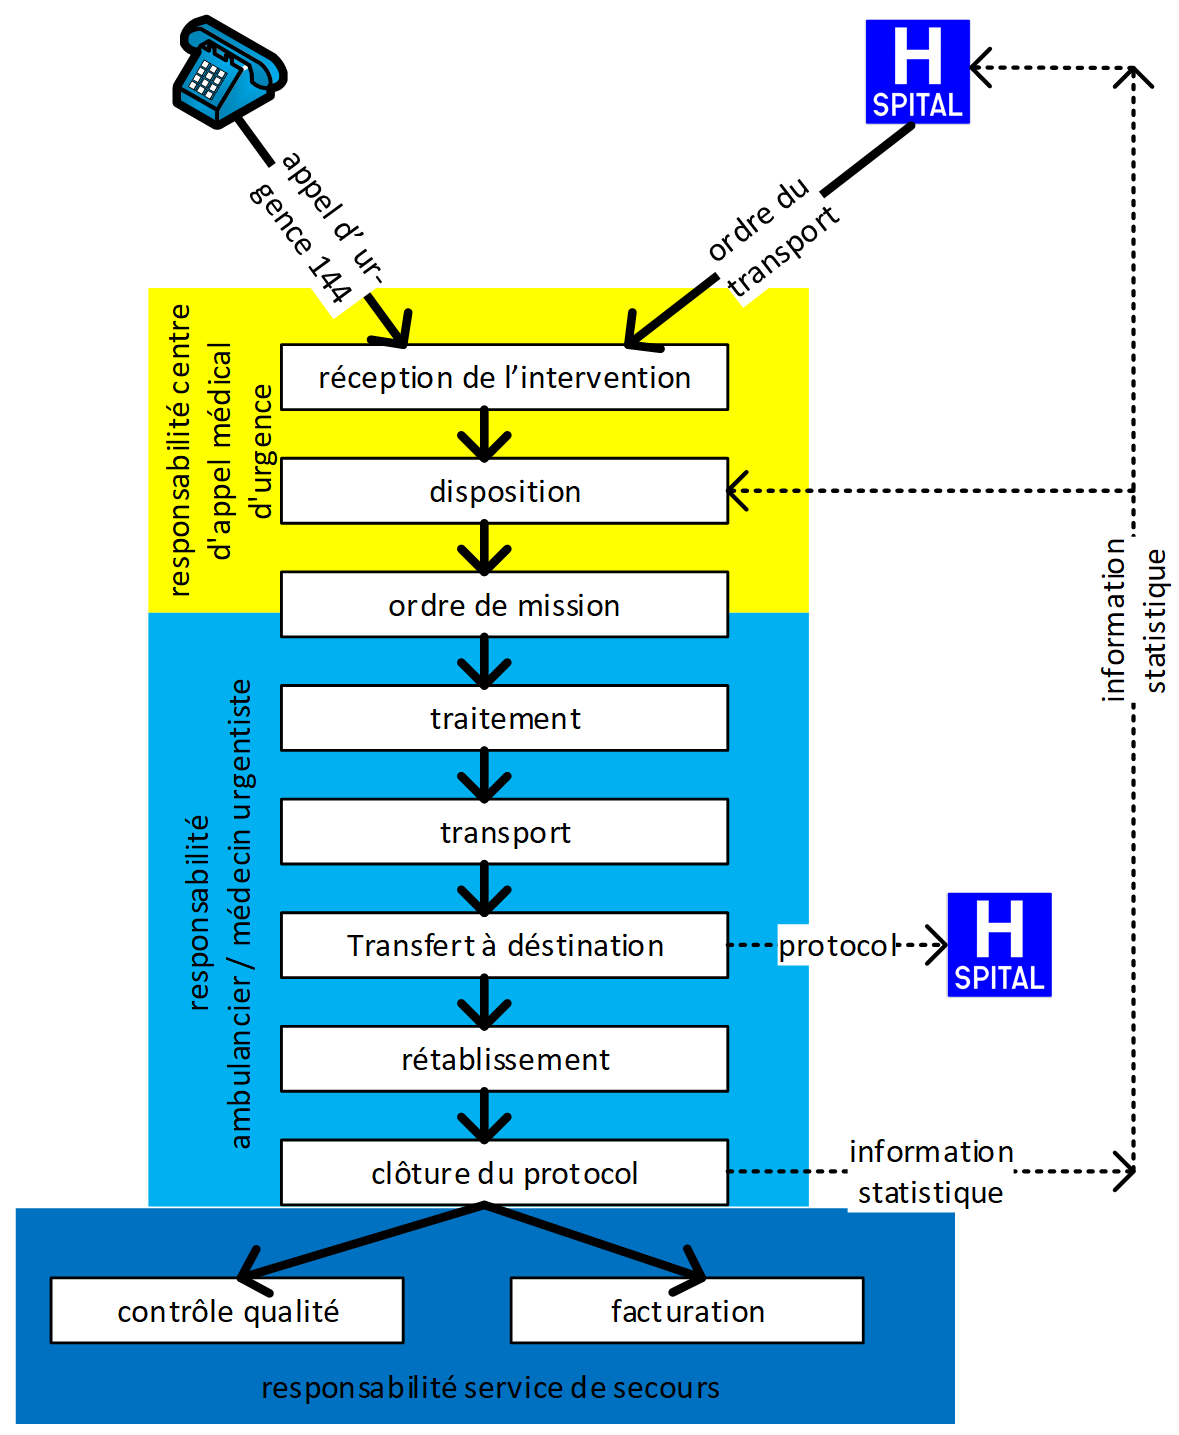 H
SPITAL
appel d’ ur-
gence 144
ordre du
transport
responsabilité centre
d'appel médical
d'urgence
réception de l’intervention
disposition
ordre de mission
information
statistique
responsabilité
ambulancier / médecin urgentiste
traitement
transport
Transfert à déstination
protocol
H
SPITAL
rétablissement
clôture du protocol
information
statistique
contrôle qualité
facturation
responsabilité service de secours